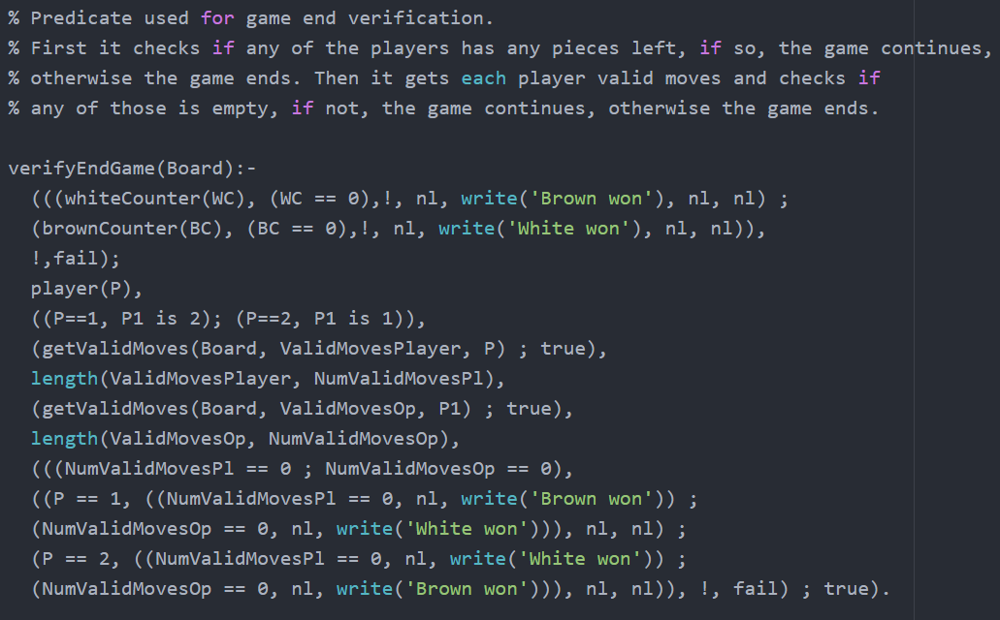 % Predicate used for game end verification.
% First it checks if any of the players has any pieces left, if so, the game continues,
% otherwise the game ends. Then it gets each player valid moves and checks if
% any of those is empty, if not, the game continues, otherwise the game ends.

verifyEndGame(Board):-
  (((whiteCounter(WC), (WC == 0),!, nl, write('Brown won'), nl, nl) ;
  (brownCounter(BC), (BC == 0),!, nl, write('White won'), nl, nl)),
  !,fail);
  player(P),
  ((P==1, P1 is 2); (P==2, P1 is 1)),
  (getValidMoves(Board, ValidMovesPlayer, P) ; true),
  length(ValidMovesPlayer, NumValidMovesPl),
  (getValidMoves(Board, ValidMovesOp, P1) ; true),
  length(ValidMovesOp, NumValidMovesOp),
  (((NumValidMovesPl == 0 ; NumValidMovesOp == 0),
  ((P == 1, ((NumValidMovesPl == 0, nl, write('Brown won')) ;
  (NumValidMovesOp == 0, nl, write('White won'))), nl, nl) ;
  (P == 2, ((NumValidMovesPl == 0, nl, write('White won')) ;
  (NumValidMovesOp == 0, nl, write('Brown won'))), nl, nl)), !, fail) ; true).